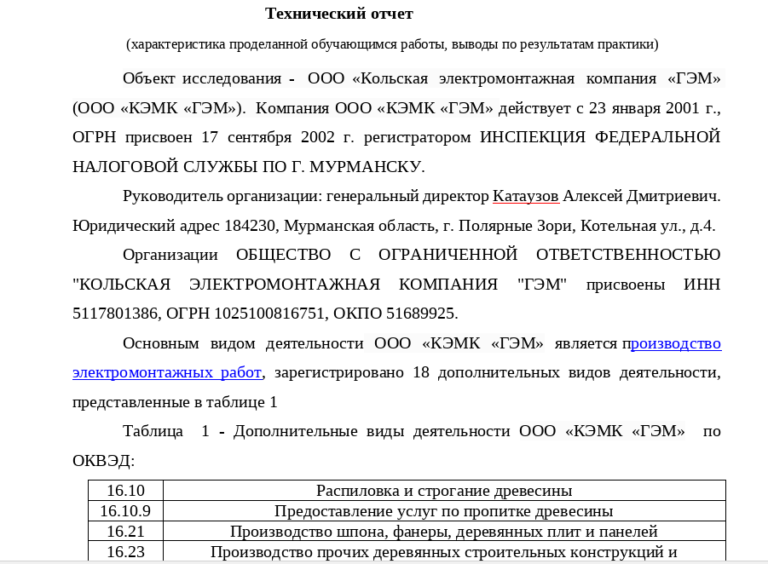 Технический отчет
(характеристика проделанной обучающимся работы, выводы по результатам практики)
Объект исследования - ООО «Кольская электромонтажная компания «ГЭМ»
(ООО «КЭМК «ГЭМ»). Компания ООО «КЭМК «ГЭМ» действует с 23 января 2001 г.,
ОГРН присвоен 17 сентября 2002 г. регистратором ИНСПЕКЦИЯ ФЕДЕРАЛЬНОЙ
НАЛОГОВОЙ СЛУЖБЫ ПО Г. МУРМАНСКУ.
Руководитель организации: генеральный директор Катаузов Алексей Дмитриевич.
Юридический адрес 184230, Мурманская область, г. Полярные Зори, Котельная ул., д.4.
Организации ОБЩЕСТВО С ОГРАНИЧЕННОЙ ОТВЕТСТВЕННОСТЬЮ
"КОЛЬСКАЯ ЭЛЕКТРОМОНТАЖНАЯ КОМПАНИЯ "ГЭМ" присвоены ИНН
5117801386, ОГРН 1025100816751, ОКПО 51689925.
Основным видом деятельности ООО «КЭМК «ГЭМ» является производство
электромонтажных работ, зарегистрировано 18 дополнительных видов деятельности,
представленные в таблице 1
Таблица 1 - Дополнительные виды деятельности ООО «КЭМК «ГЭМ» по
ОКВЭД:
16.10 Распиловка и строгание древесины
16.10.9 Предоставление услуг по пропитке древесины
16.21 Производство шпона, фанеры, деревянных плит и панелей
16.23 Производство прочих деревянных строительных конструкций и